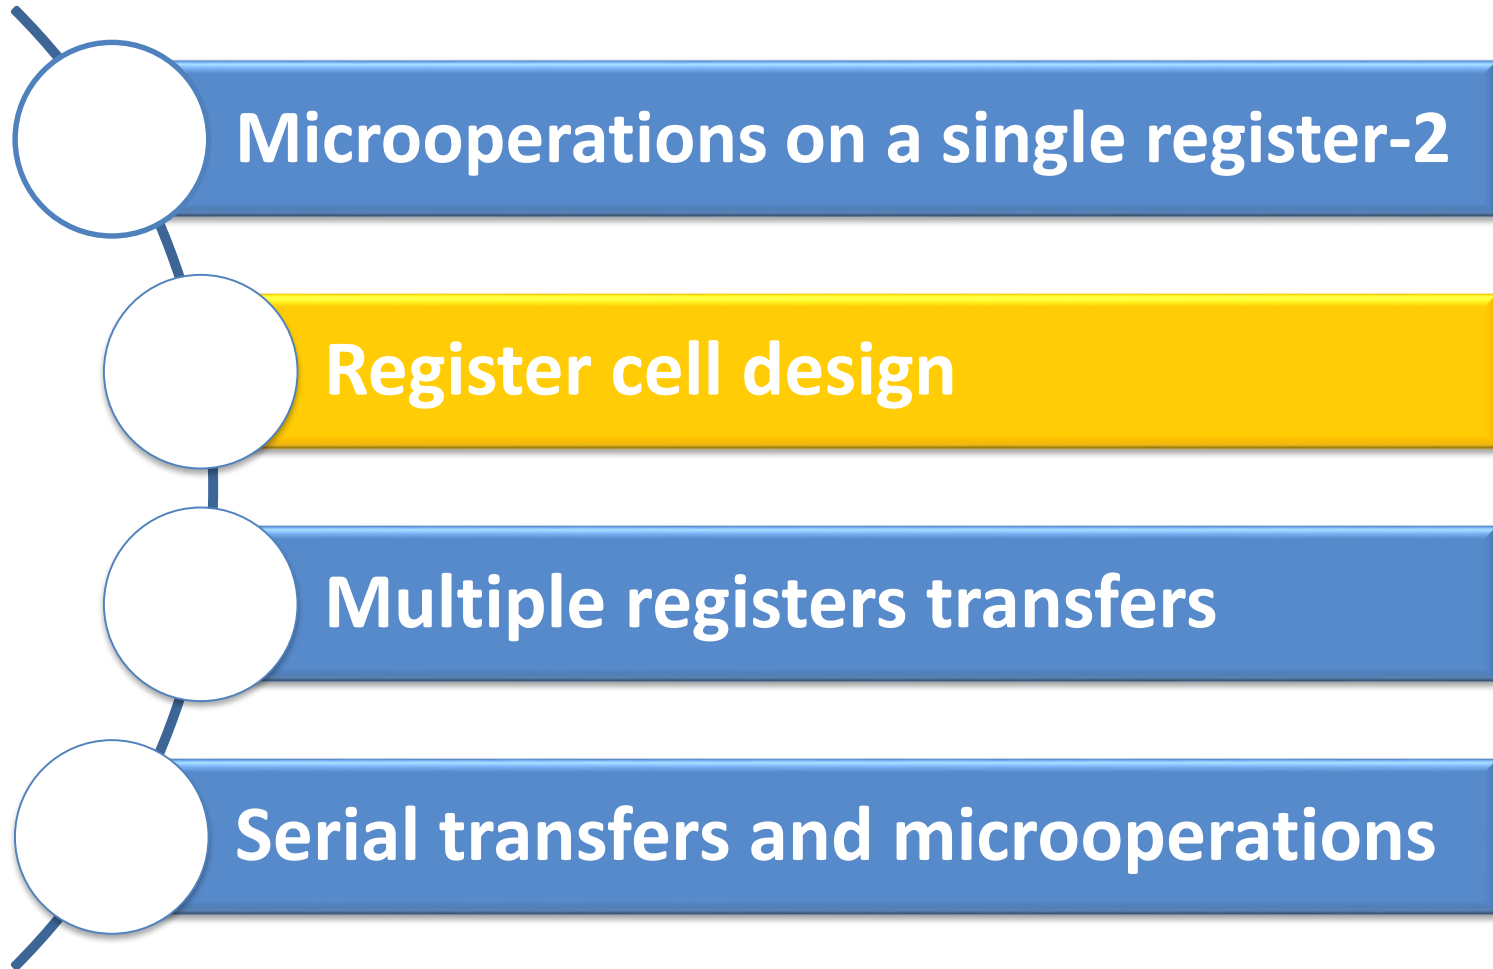 Microoperations on a single register-2
Register cell design
Multiple registers transfers
Serial transfers and microoperations